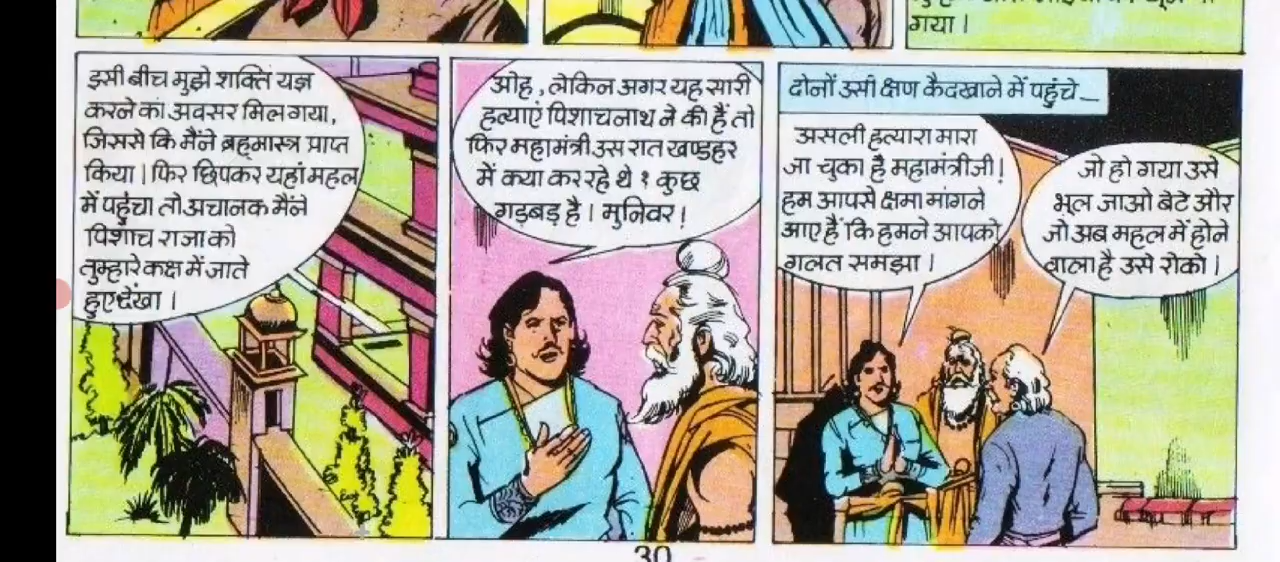 गया ।
इसी बीच मुझे शक्ति यज्ञ
करने का अवसर मिल गया,
जिससे कि मैंने ब्रह्मास्त्र प्राप्त
किया । फिर छिपकर यहां महल
में पहुंचा तो अचानक मैंने
पिशाच राजा को
तुम्हारे कक्ष में जाते
हुए देखा ।
ओह , लेकिन अगर यह सारी
हत्याएं पिशाचनाथ ने की हैं तो
फिर महामंत्री उस रात खण्डहर
में क्या कर रहे थे ? कुछ
गड़बड़ है । मुनिवर !
दोनों उसी क्षण कैदखाने में पहुंचे_
असली हत्यारा मारा
जा चुका है महामंत्रीजी !
हम आपसे क्षमा मांगने
आए हैं कि हमने आपको
गलत समझा ।
जो हो गया उसे
भूल जाओ बेटे और
जो अब महल में होने
वाला है उसे रोको ।
30